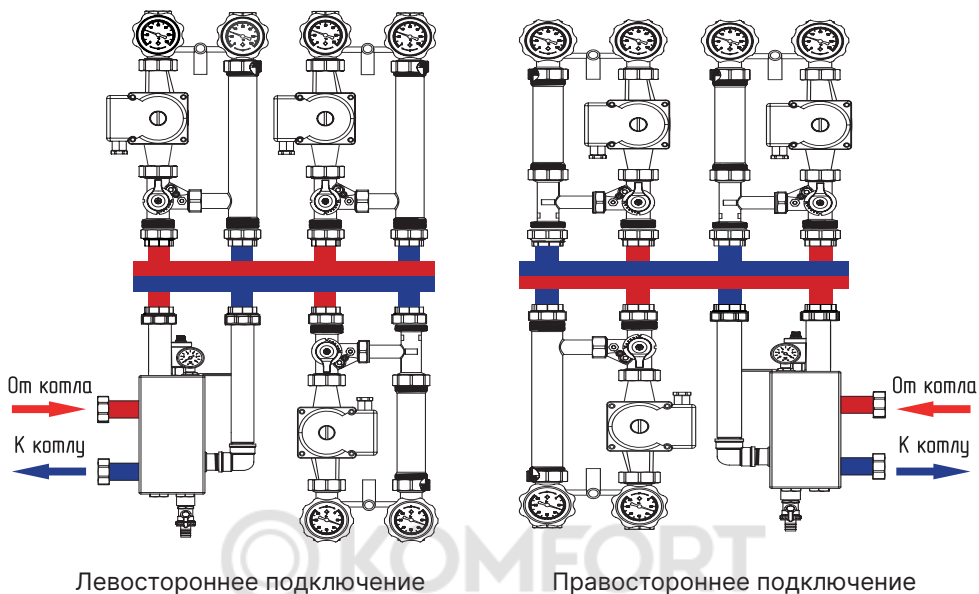 От котла
К котлу
От котла
К котлу
KOMFORT
Левостороннее подключение
Правостороннее подключение